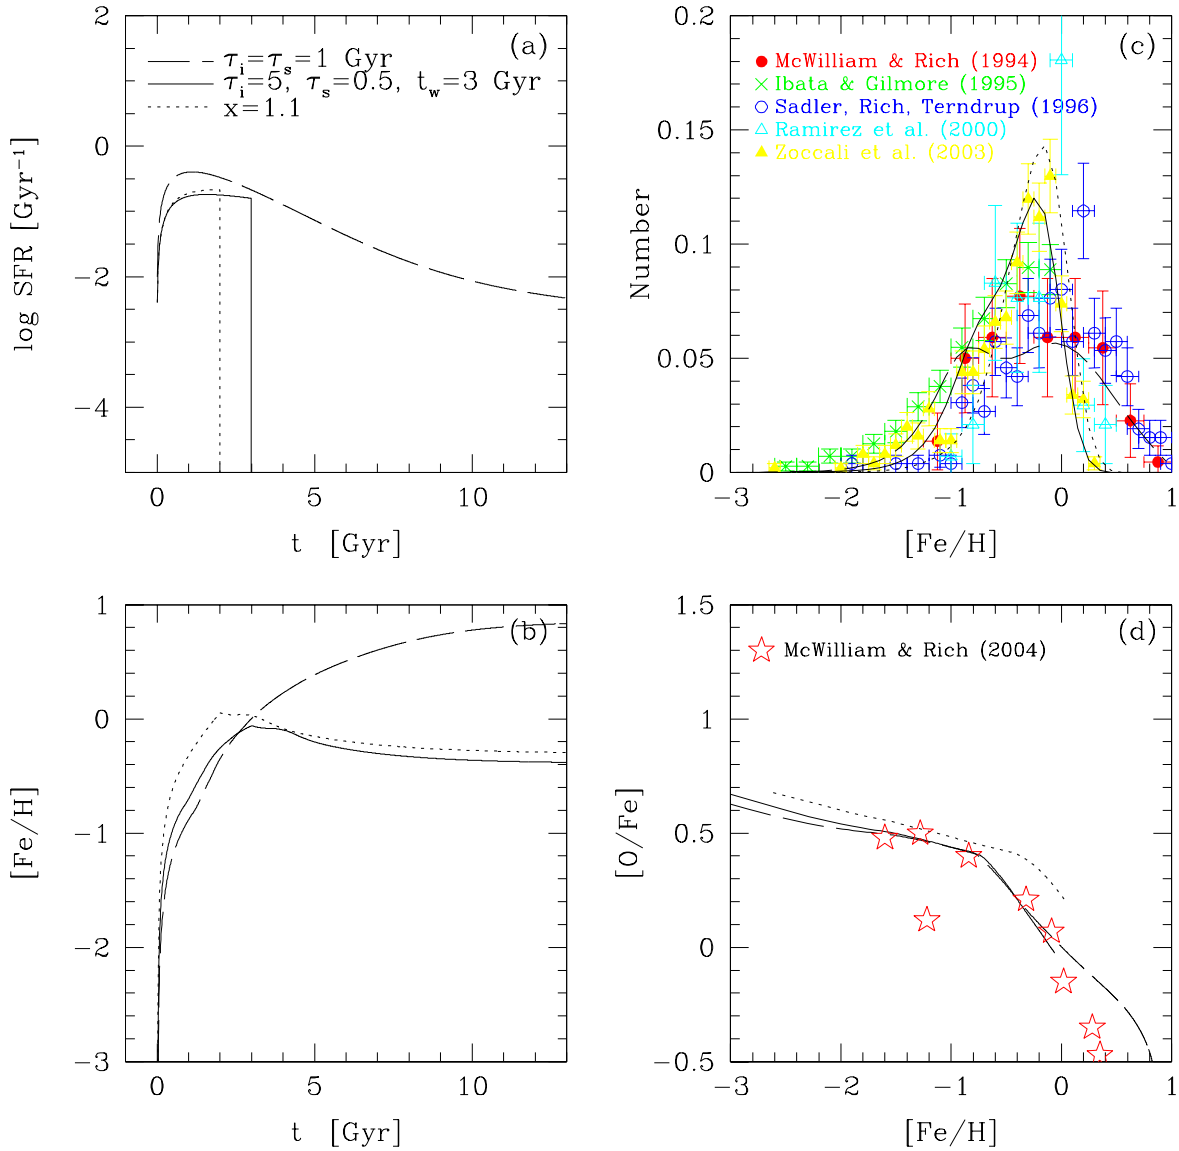 (a)
τi=τs=1 Gyr
τi=5, τs=0.5, tw=3 Gyr
x=1.1
log SFR [Gyr−1]
2
0
−2
−4
0
5
10
t [Gyr]
(c)
McWilliam & Rich (1994)
Ibata & Gilmore (1995)
Sadler, Rich, Terndrup (1996)
Ramirez et al. (2000)
Zoccali et al. (2003)
Number
0.2
0.15
0.1
0.05
0
−3
−2
−1
0
1
[Fe/H]
(b)
[Fe/H]
1
0
−1
−2
−3
0
5
10
t [Gyr]
(d)
McWilliam & Rich (2004)
[O/Fe]
1.5
1
0.5
0
−0.5
−3
−2
−1
0
1
[Fe/H]